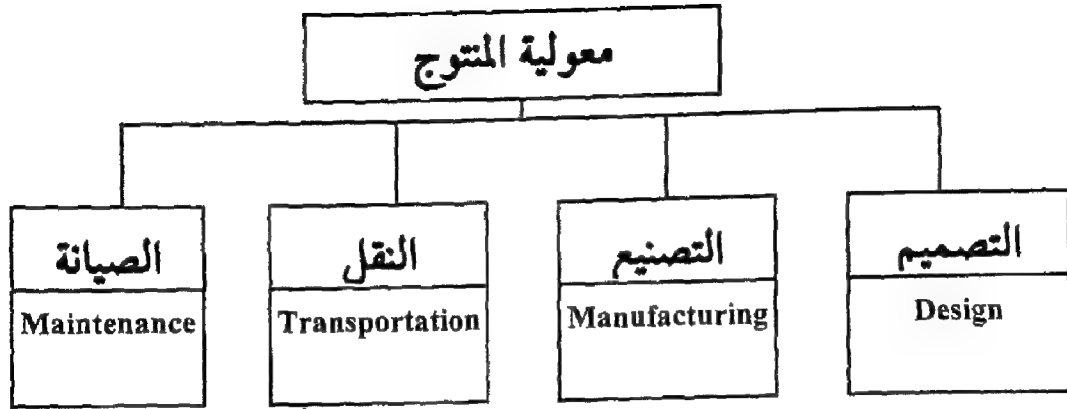 معولية المنتوج
التصميم
Design
التصنيع
Manufacturing
النقل
Transportation
الصيانة
Maintenance